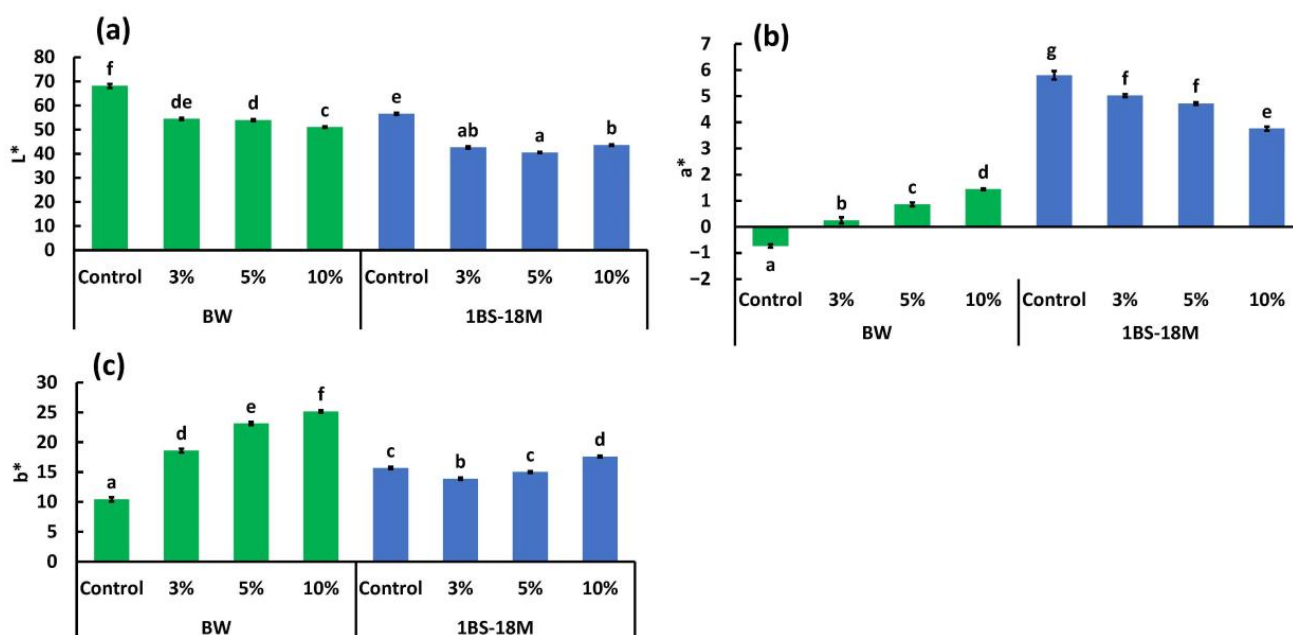 (a)
80
70
60
50
40
30
20
10
0
L*
f
de
d
c
e
ab
a
b
Control 3% 5% 10% Control 3% 5% 10%
BW 1BS-18M
(b)
7
6
5
4
3
2
1
0
−1
−2
a*
a
b
c
d
g
f
f
e
Control 3% 5% 10% Control 3% 5% 10%
BW 1BS-18M
(c)
30
25
20
15
10
5
0
b*
a
d
e
f
c
b
c
d
Control 3% 5% 10% Control 3% 5% 10%
BW 1BS-18M